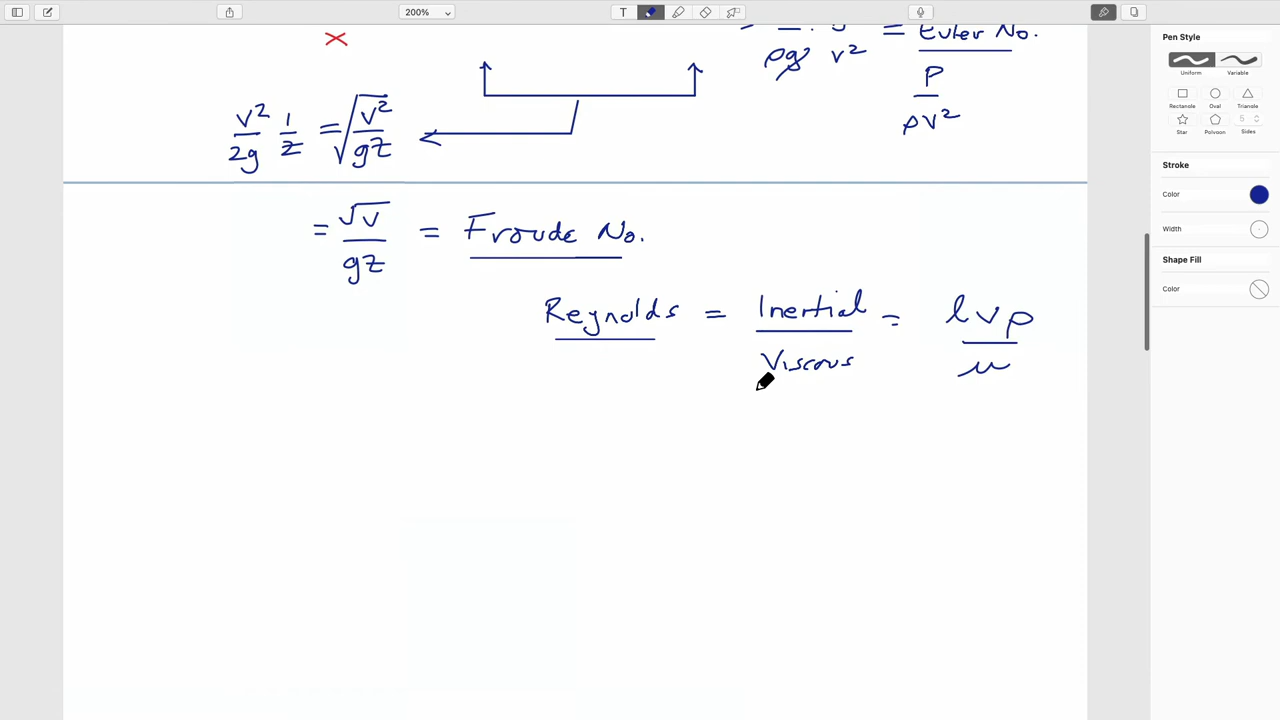 200%
T
Pen Style
Uniform
Variable
Rectangle
Oval
Triangle
Star
Polygon
5
Sides
Stroke
Color
Width
Shape Fill
Color
= Euler No.
ρg v²
P
ρv²
v²/2g 1/z = √v²/gz
= √v/gz = Froude No.
Reynolds = Inertial/Viscous = lvρ/μ